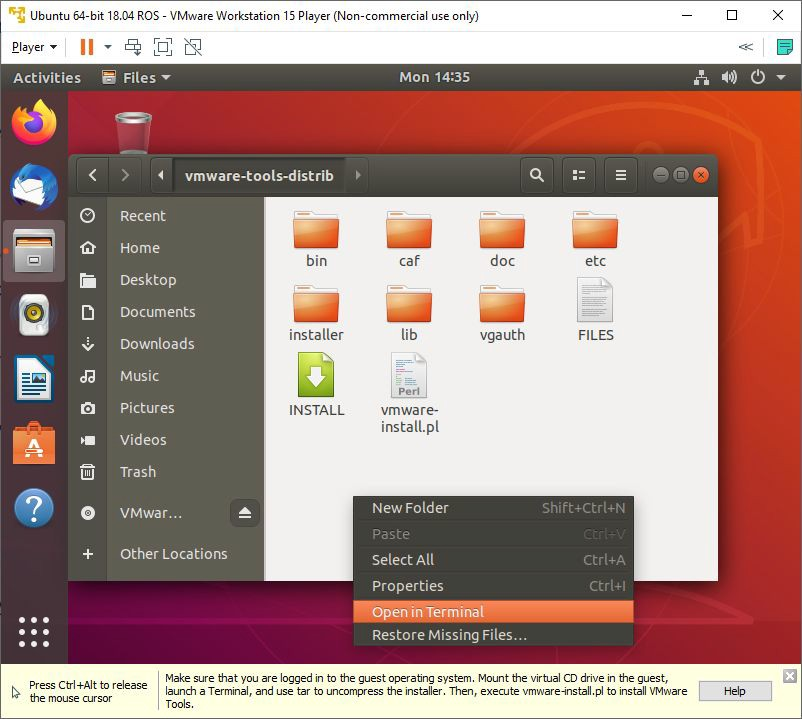 Ubuntu 64-bit 18.04 ROS - VMware Workstation 15 Player (Non-commercial use only)
Player
Activities
Files
Mon 14:35
vmware-tools-distrib
Recent
Home
Desktop
Documents
Downloads
Music
Pictures
Videos
Trash
VMwar…
Other Locations
bin
caf
doc
etc
installer
lib
vgauth
FILES
INSTALL
Perl
vmware-
install.pl
New Folder Shift+Ctrl+N
Paste Ctrl+V
Select All Ctrl+A
Properties Ctrl+I
Open in Terminal
Restore Missing Files…
Press Ctrl+Alt to release
the mouse cursor
Make sure that you are logged in to the guest operating system. Mount the virtual CD drive in the guest,
launch a Terminal, and use tar to uncompress the installer. Then, execute vmware-install.pl to install VMware
Tools.
Help